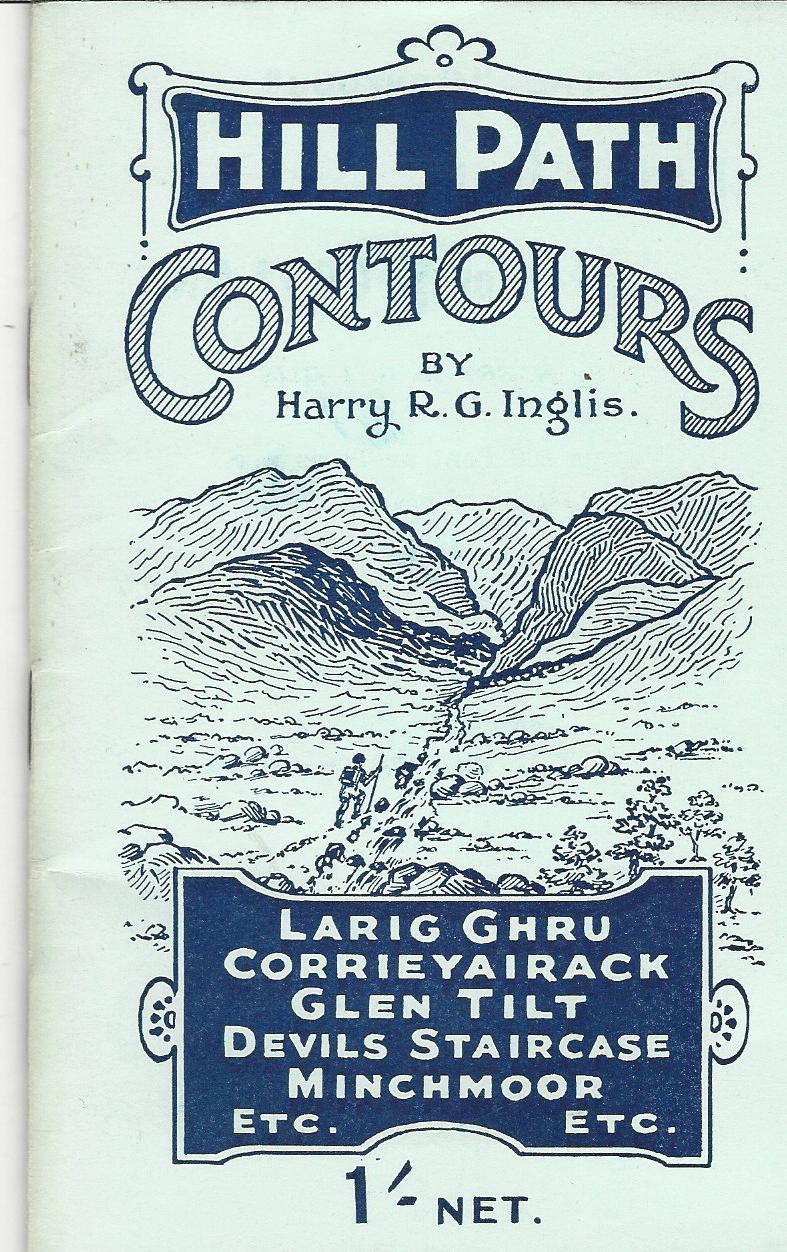 HILL PATH
CONTOURS
BY
Harry R. G. Inglis.
LARIG GHRU
CORRIEYAIRACK
GLEN TILT
DEVILS STAIRCASE
MINCHMOOR
ETC. ETC.
1/- NET.